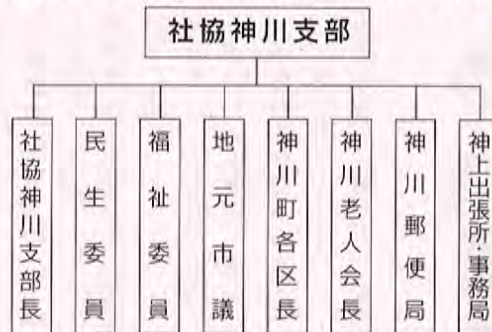 社協神川支部
社協神川支部長
民生委員
福祉委員
地元市議
神川町各区長
神川老人会長
神川郵便局
神上出張所・事務局